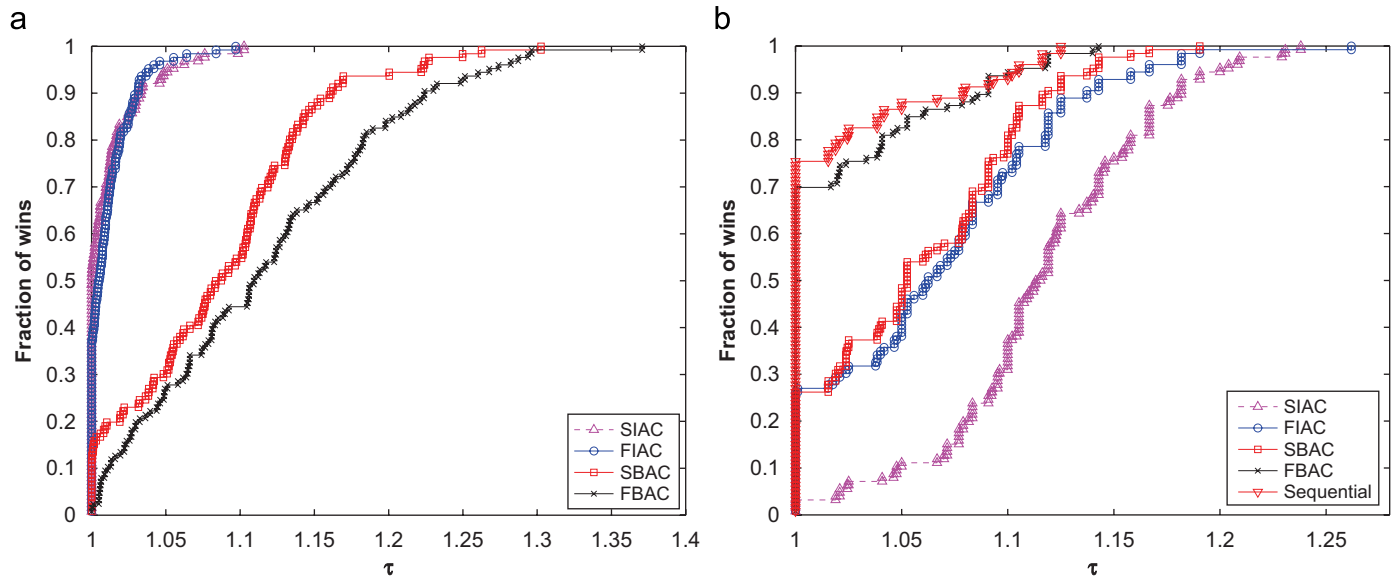 a
Fraction of wins
1
0.9
0.8
0.7
0.6
0.5
0.4
0.3
0.2
0.1
0
1
1.05
1.1
1.15
1.2
1.25
1.3
1.35
1.4
τ
SIAC
FIAC
SBAC
FBAC
b
Fraction of wins
1
0.9
0.8
0.7
0.6
0.5
0.4
0.3
0.2
0.1
0
1
1.05
1.1
1.15
1.2
1.25
τ
SIAC
FIAC
SBAC
FBAC
Sequential